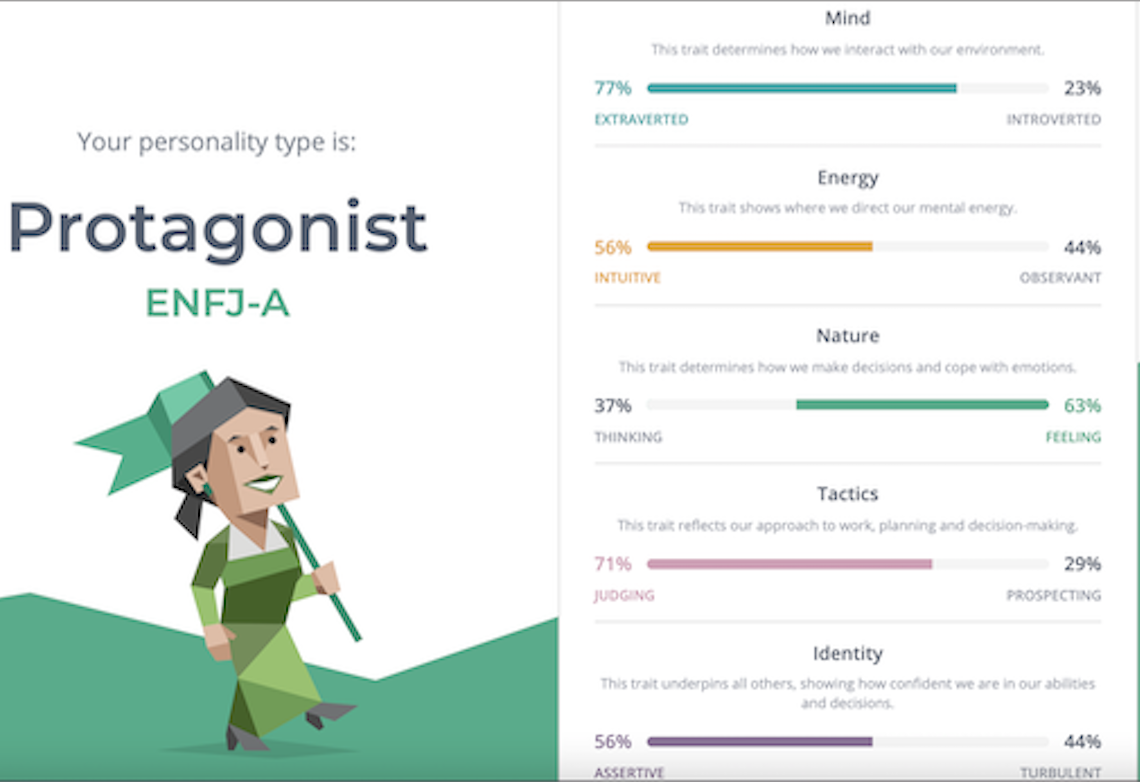 Your personality type is:
Protagonist
ENFJ-A
Mind
This trait determines how we interact with our environment.
77% 23%
EXTRAVERTED INTROVERTED
Energy
This trait shows where we direct our mental energy.
56% 44%
INTUITIVE OBSERVANT
Nature
This trait determines how we make decisions and cope with emotions.
37% 63%
THINKING FEELING
Tactics
This trait reflects our approach to work, planning and decision-making.
71% 29%
JUDGING PROSPECTING
Identity
This trait underpins all others, showing how confident we are in our abilities
and decisions.
56% 44%
ASSERTIVE TURBULENT